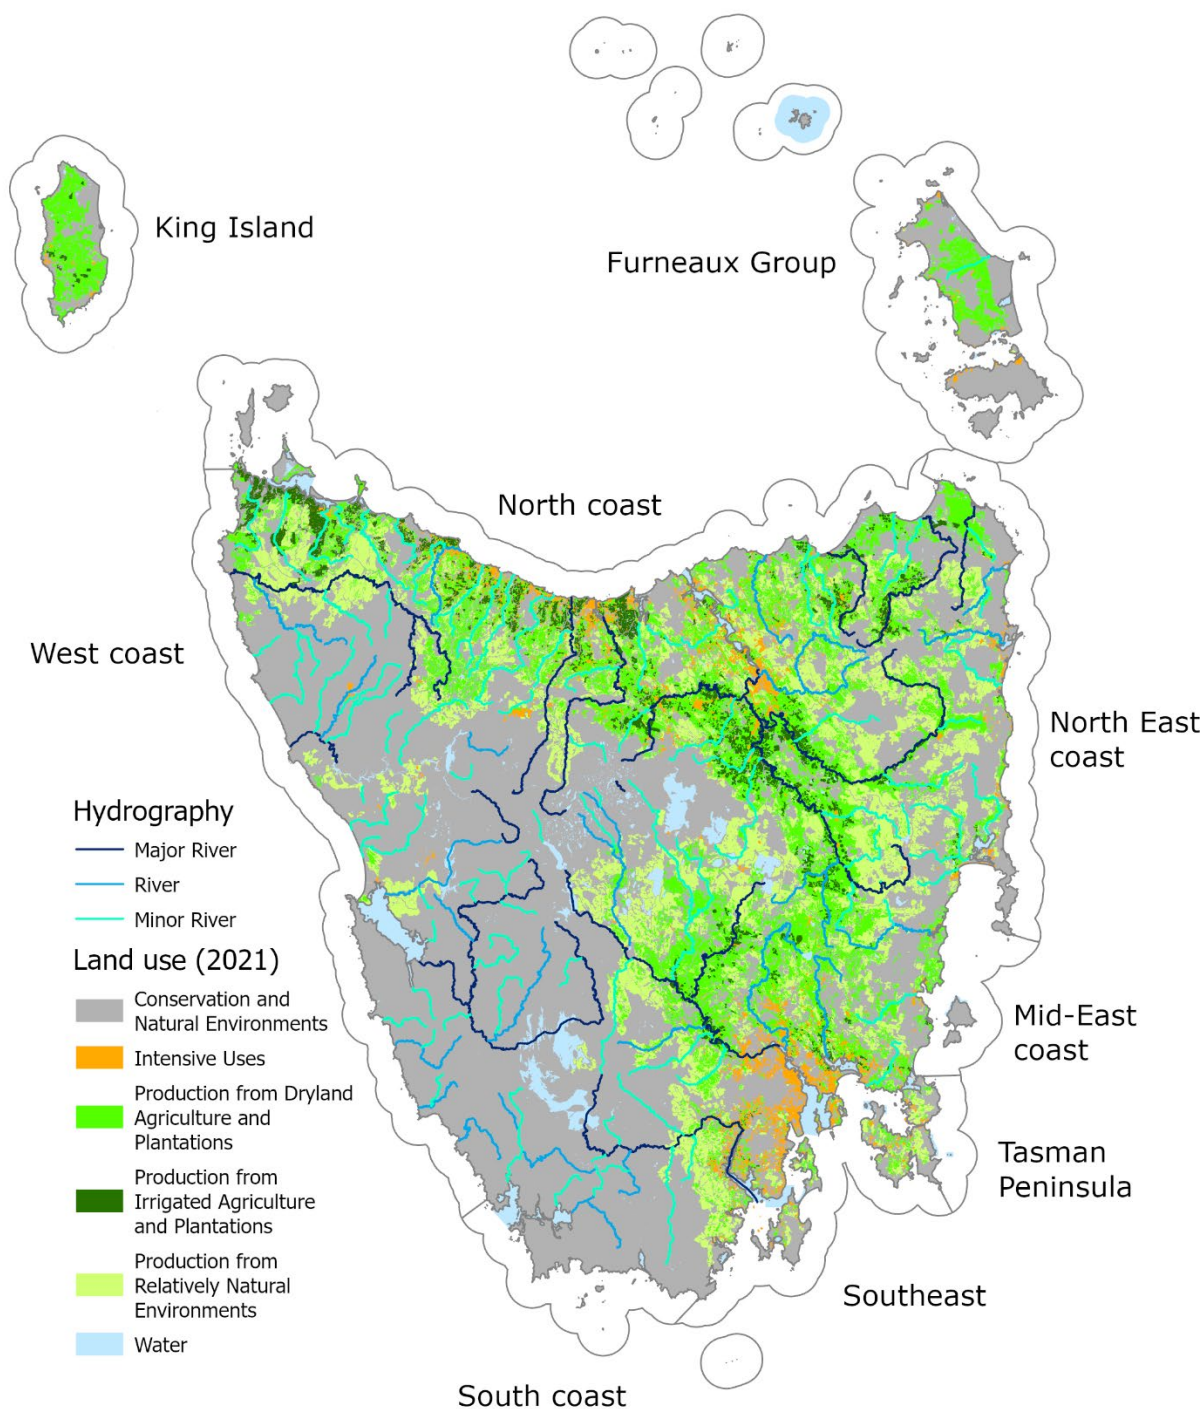 King Island
Furneaux Group
North coast
West coast
North East
coast
Hydrography
Major River
River
Minor River
Land use (2021)
Conservation and
Natural Environments
Intensive Uses
Production from Dryland
Agriculture and
Plantations
Production from
Irrigated Agriculture
and Plantations
Production from
Relatively Natural
Environments
Water
Mid-East
coast
Tasman
Peninsula
Southeast
South coast